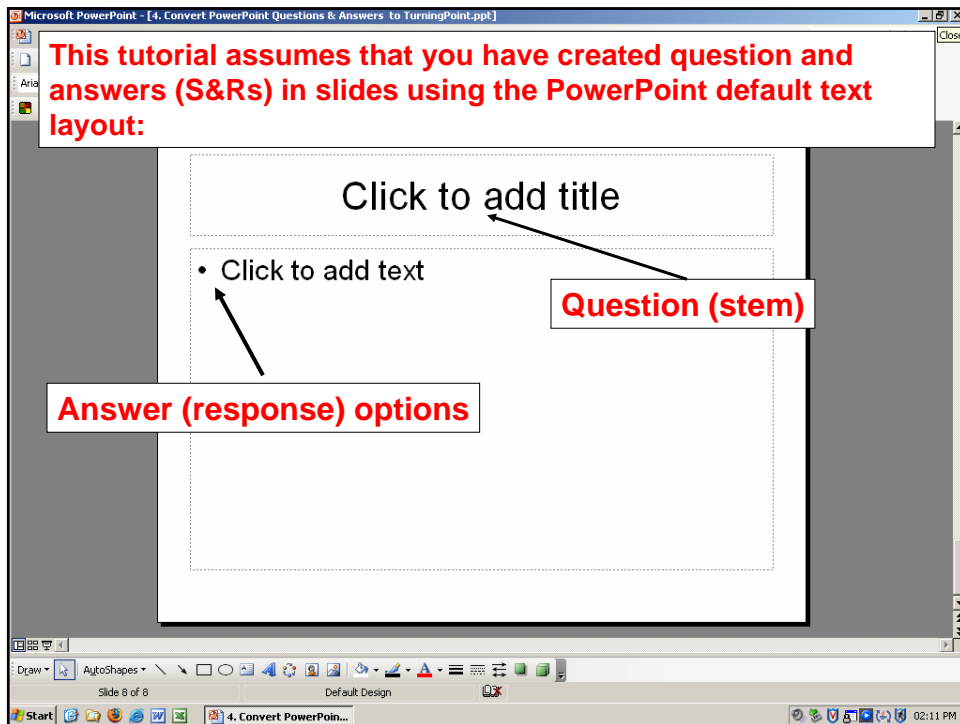 Microsoft PowerPoint - [4. Convert PowerPoint Questions & Answers to TurningPoint.ppt]
Close
This tutorial assumes that you have created question and
answers (S&Rs) in slides using the PowerPoint default text
layout:
Aria
Click to add title
• Click to add text
Question (stem)
Answer (response) options
Draw AutoShapes
Slide 8 of 8 Default Design
Start 4. Convert PowerPoin... 02:11 PM